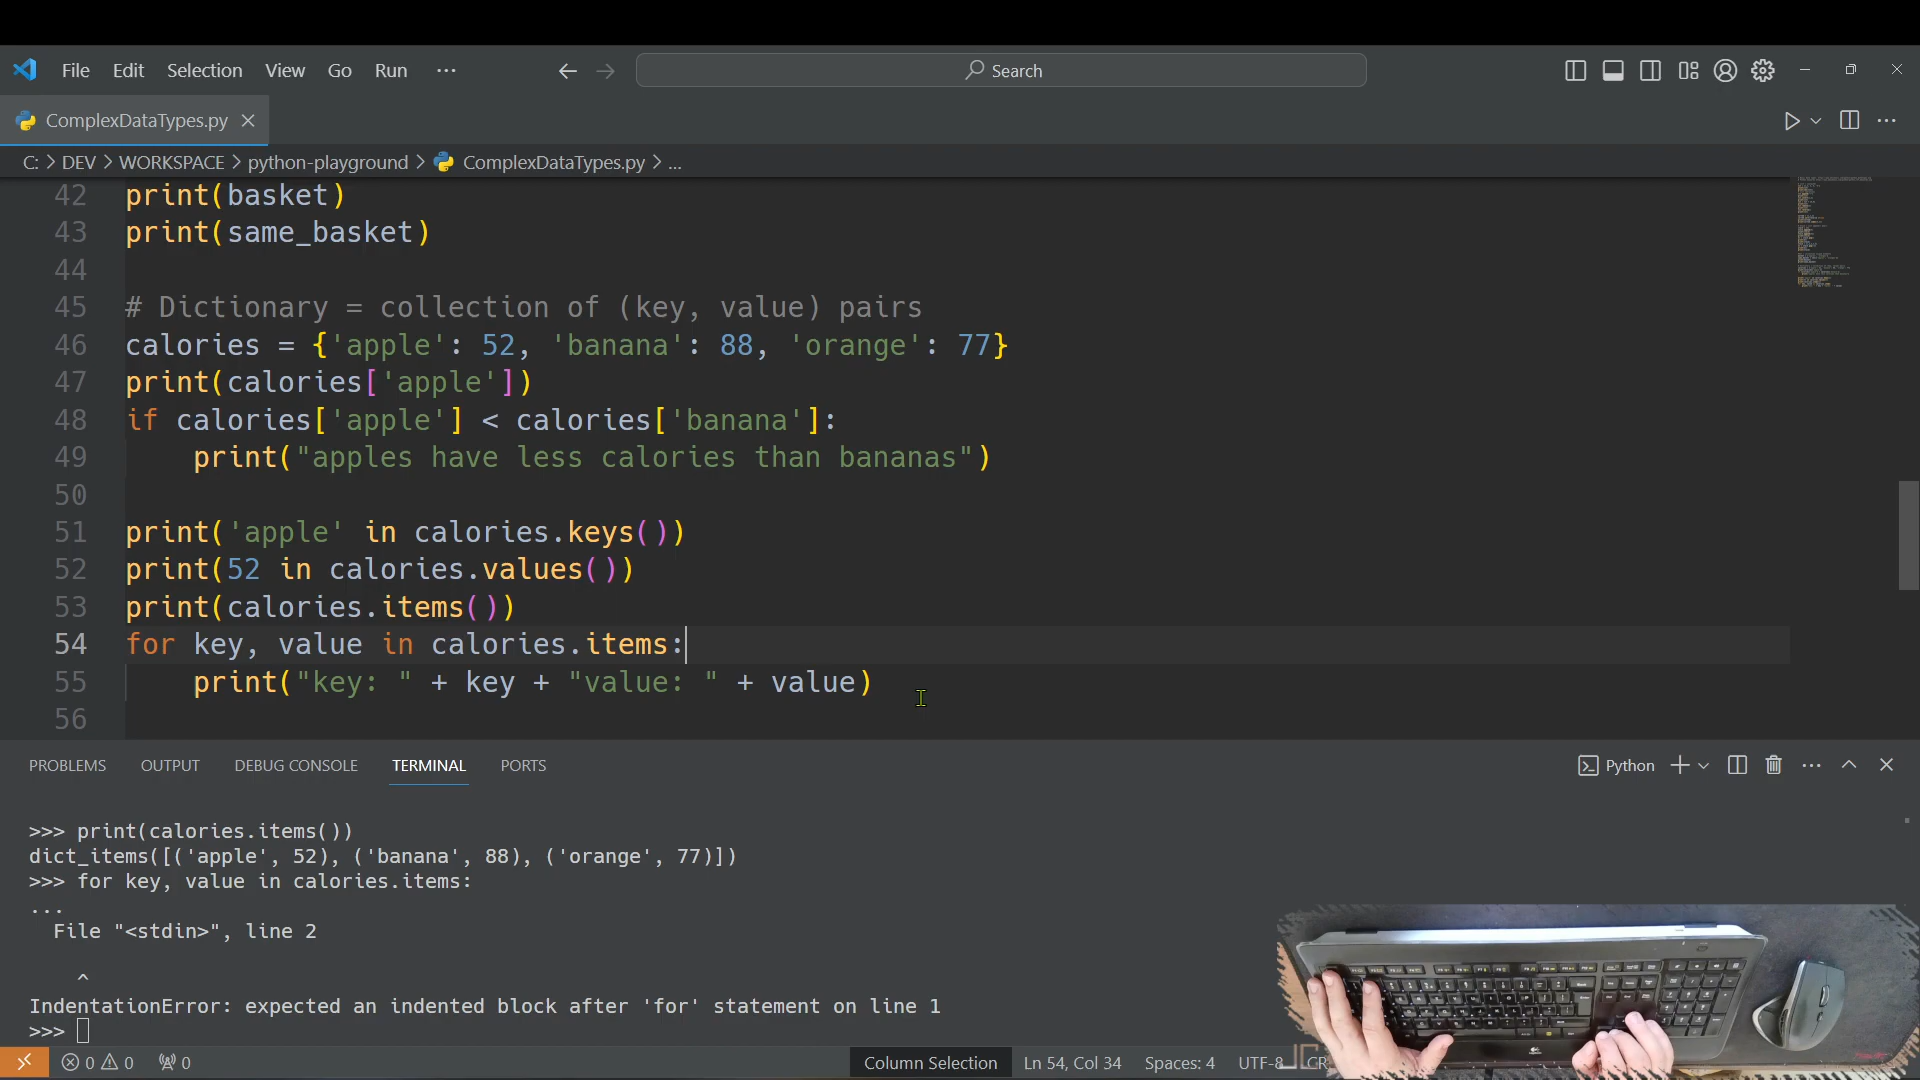 File Edit Selection View Go Run ... Search
ComplexDataTypes.py
C: > DEV > WORKSPACE > python-playground > ComplexDataTypes.py > ...
42 print(basket)
43 print(same_basket)
44
45 # Dictionary = collection of (key, value) pairs
46 calories = {'apple': 52, 'banana': 88, 'orange': 77}
47 print(calories['apple'])
48 if calories['apple'] < calories['banana']:
49     print("apples have less calories than bananas")
50
51 print('apple' in calories.keys())
52 print(52 in calories.values())
53 print(calories.items())
54 for key, value in calories.items:
55     print("key: " + key + "value: " + value)
56
PROBLEMS OUTPUT DEBUG CONSOLE TERMINAL PORTS Python
>>> print(calories.items())
dict_items([('apple', 52), ('banana', 88), ('orange', 77)])
>>> for key, value in calories.items:
...
  File "<stdin>", line 2
    ^
IndentationError: expected an indented block after 'for' statement on line 1
>>>
0 0 0 Column Selection Ln 54, Col 34 Spaces: 4 UTF-8